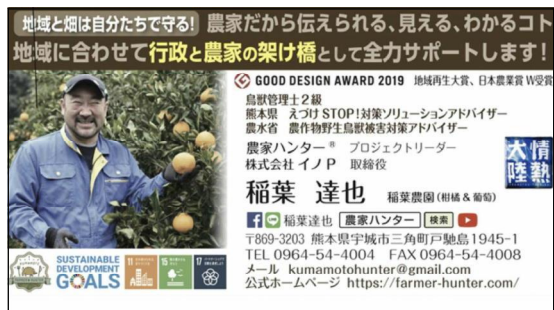 地域と畑は自分たちで守る! 農家だから伝えられる、見える、わかるコト
地域に合わせて行政と農家の架け橋として全力サポートします!
GOOD DESIGN AWARD 2019 地域再生大賞、日本農業賞W受賞
鳥獣管理士2級
熊本県 えづけSTOP!対策ソリューションアドバイザー
農水省 農作物野生鳥獣被害対策アドバイザー
農家ハンター® プロジェクトリーダー
株式会社イノP 取締役
情熱大陸
稲葉 達也 稲葉農園(柑橘&葡萄)
稲葉達也 農家ハンター 検索
〒869-3203 熊本県宇城市三角町戸馳島1945-1
TEL 0964-54-4004 FAX 0964-54-4008
メール kumamotohunter@gmail.com
公式ホームページ https://farmer-hunter.com/
SUSTAINABLE
DEVELOPMENT
GOALS
11
15
17